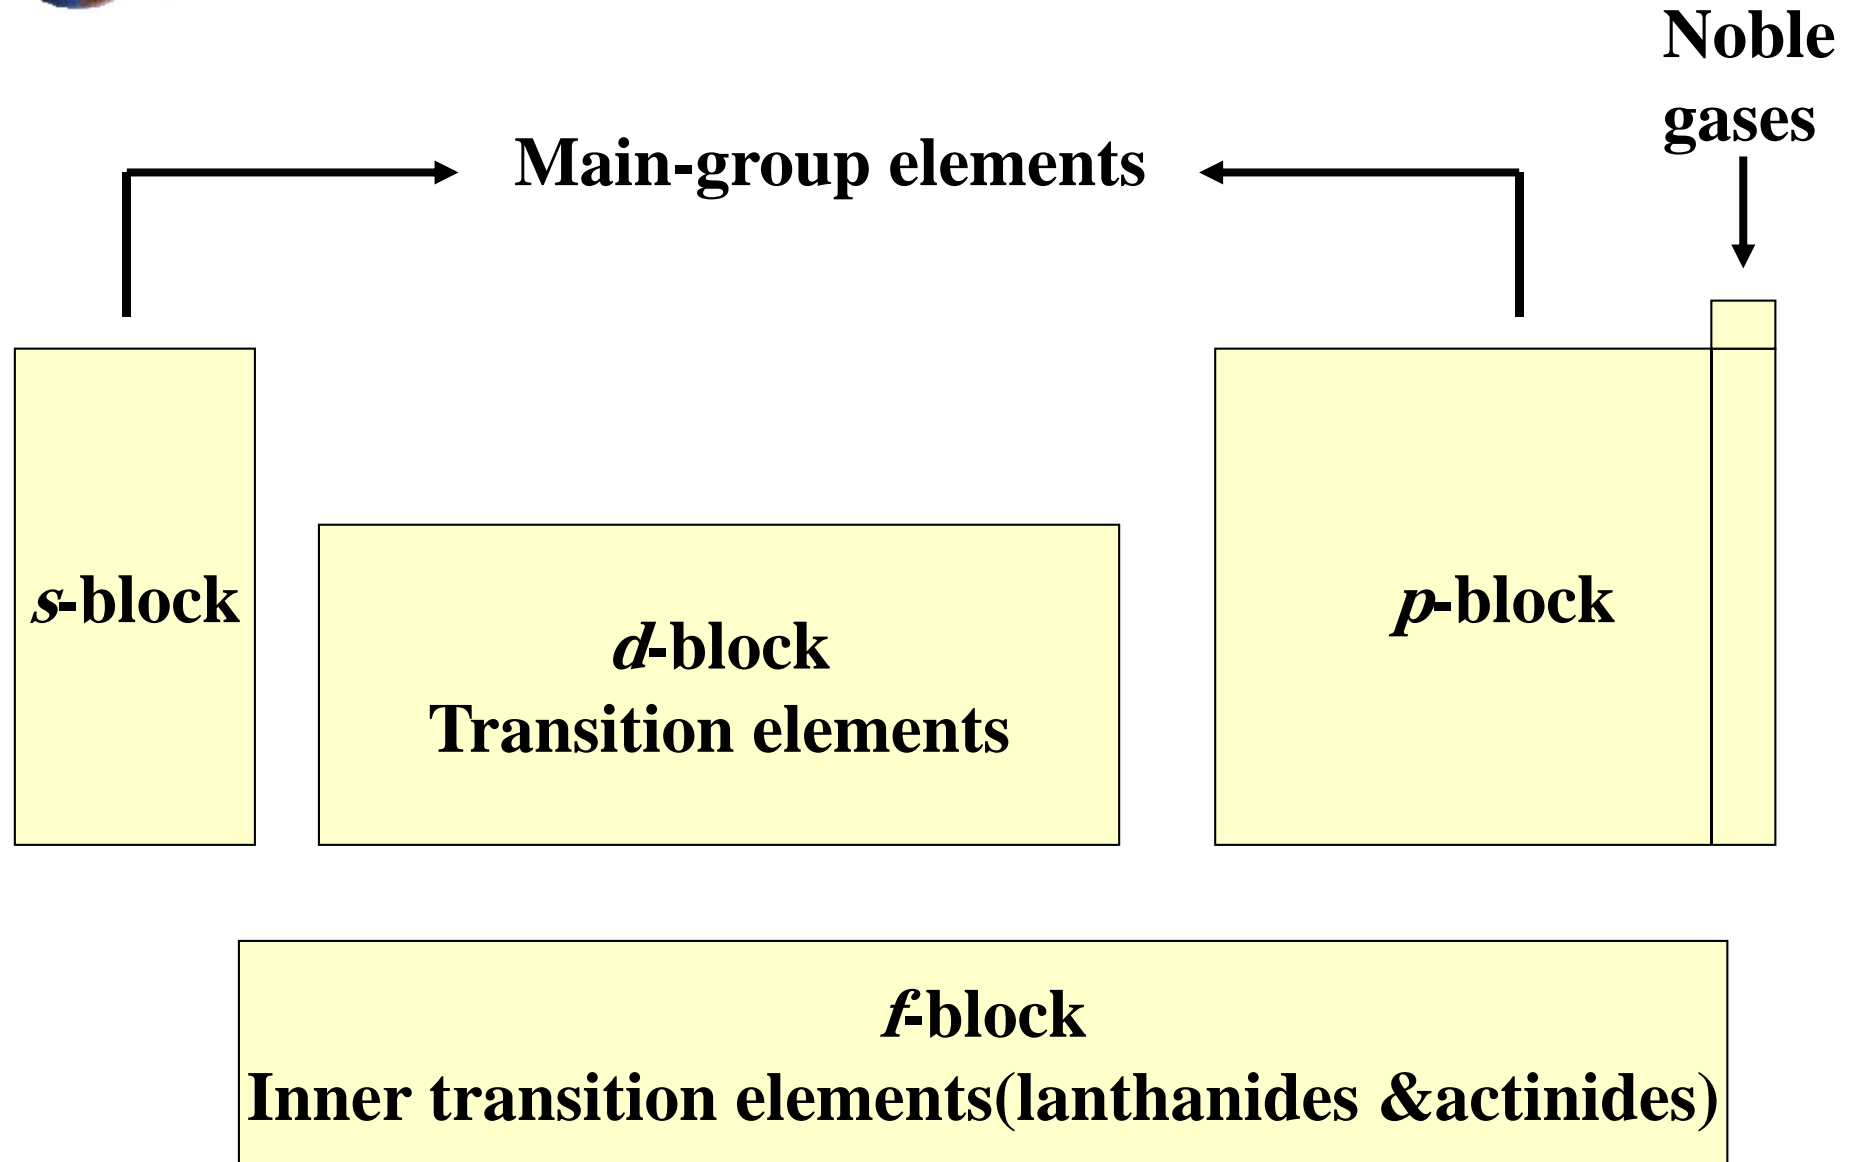 Noble
gases
Main-group elements
s-block
d-block
Transition elements
p-block
f-block
Inner transition elements(lanthanides &actinides)